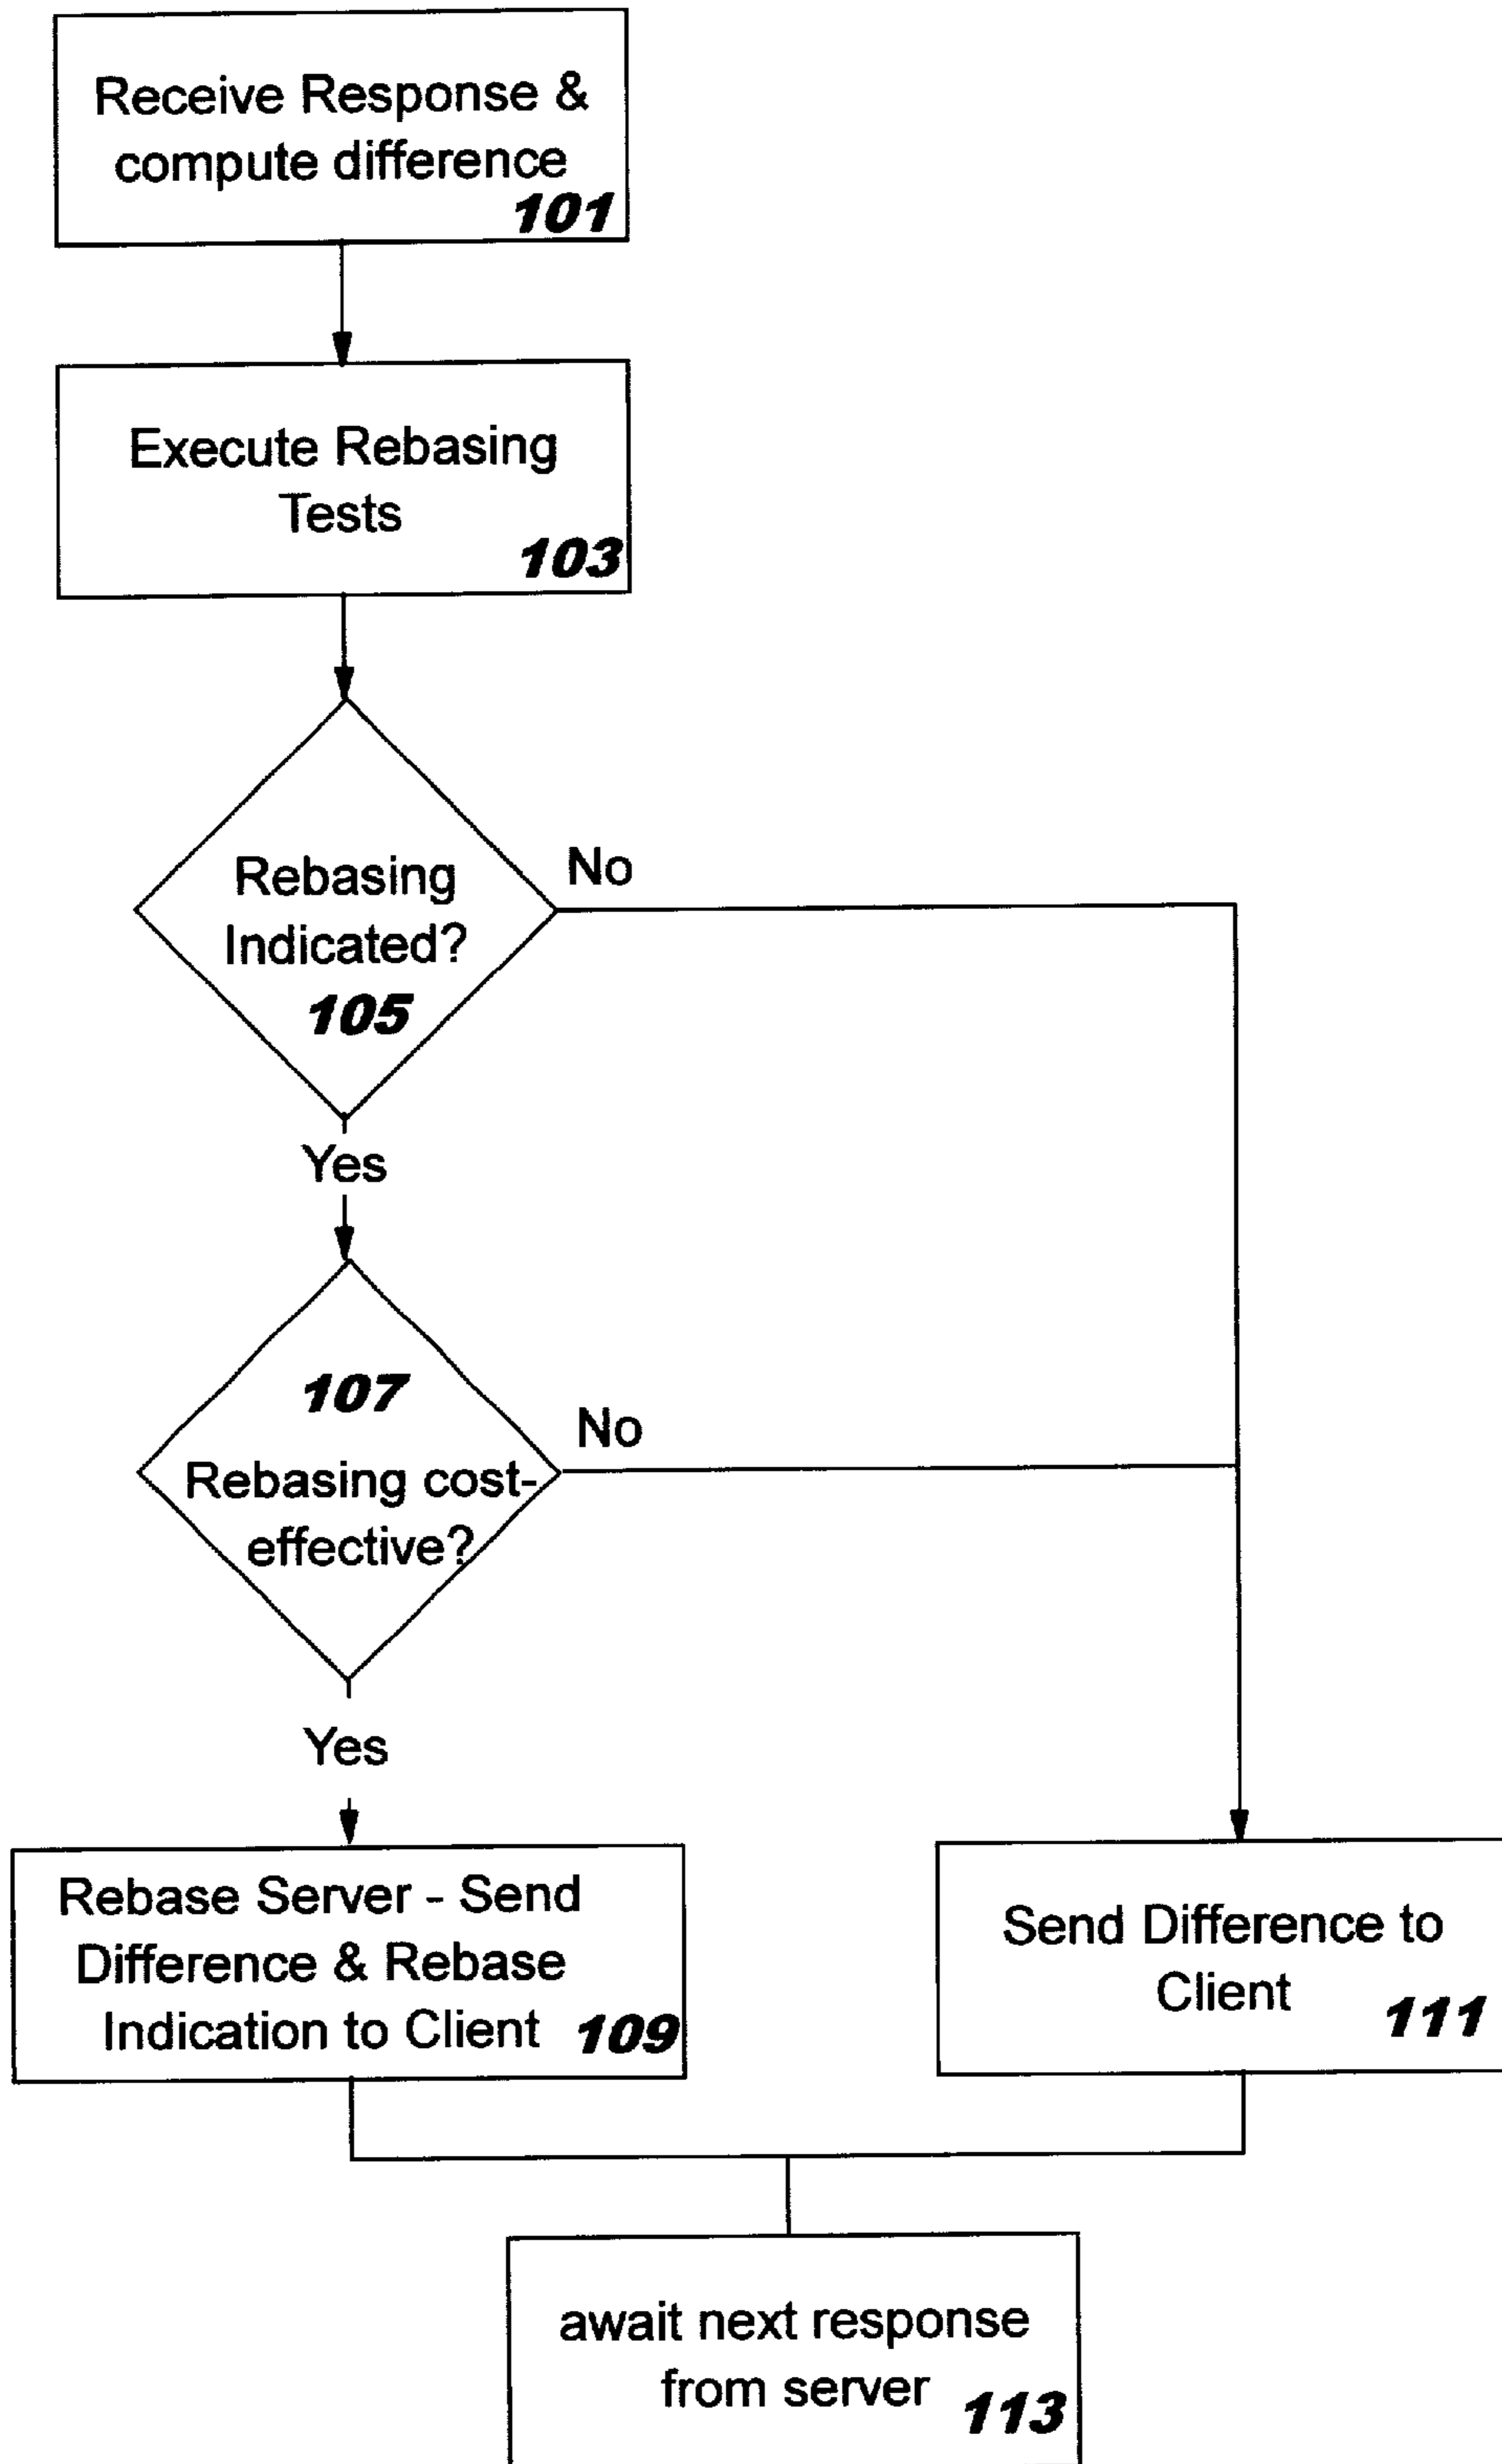 Receive Response &
compute difference
101
Execute Rebasing
Tests
103
Rebasing
Indicated?
105
No
Yes
107
Rebasing cost-
effective?
No
Yes
Rebase Server - Send
Difference & Rebase
Indication to Client 109
Send Difference to
Client 111
await next response
from server 113